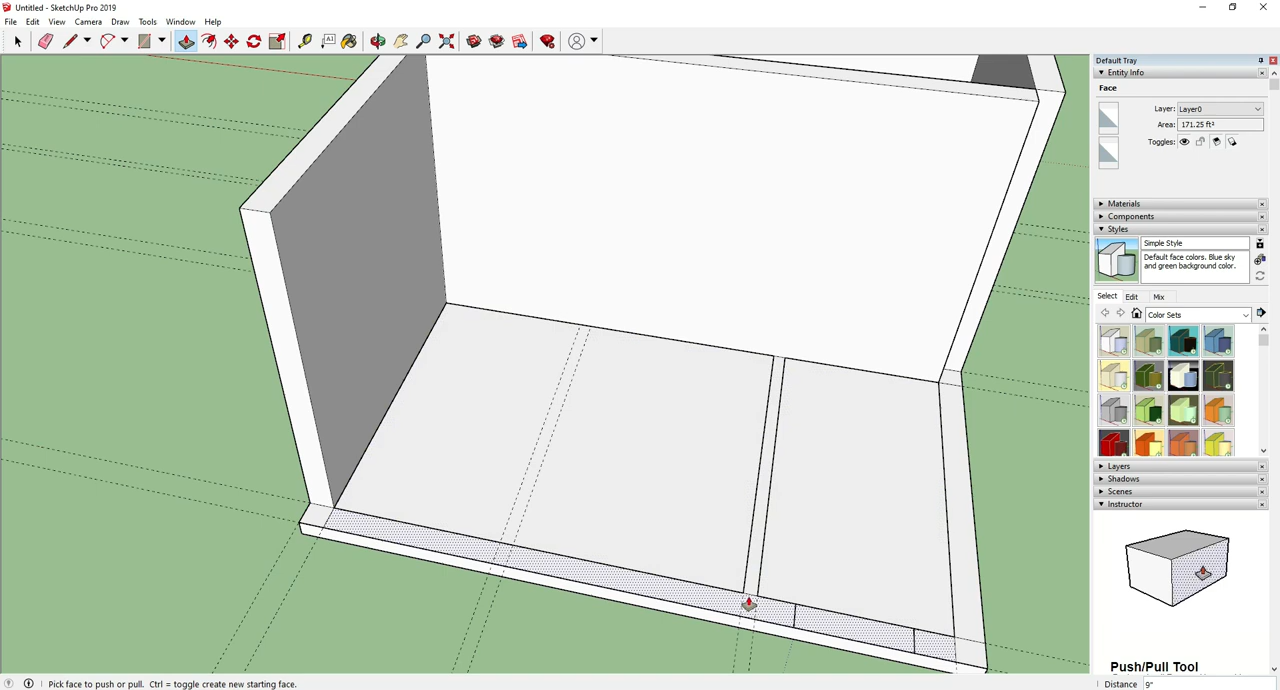 Untitled - SketchUp Pro 2019
File Edit View Camera Draw Tools Window Help
Default Tray
Entity Info
Face
Layer: Layer0
Area: 171.25 ft²
Toggles:
Materials
Components
Styles
Simple Style
Default face colors. Blue sky and green background color.
Select Edit Mix
Color Sets
Layers
Shadows
Scenes
Instructor
Push/Pull Tool
Pick face to push or pull. Ctrl = toggle create new starting face.
Distance 9"